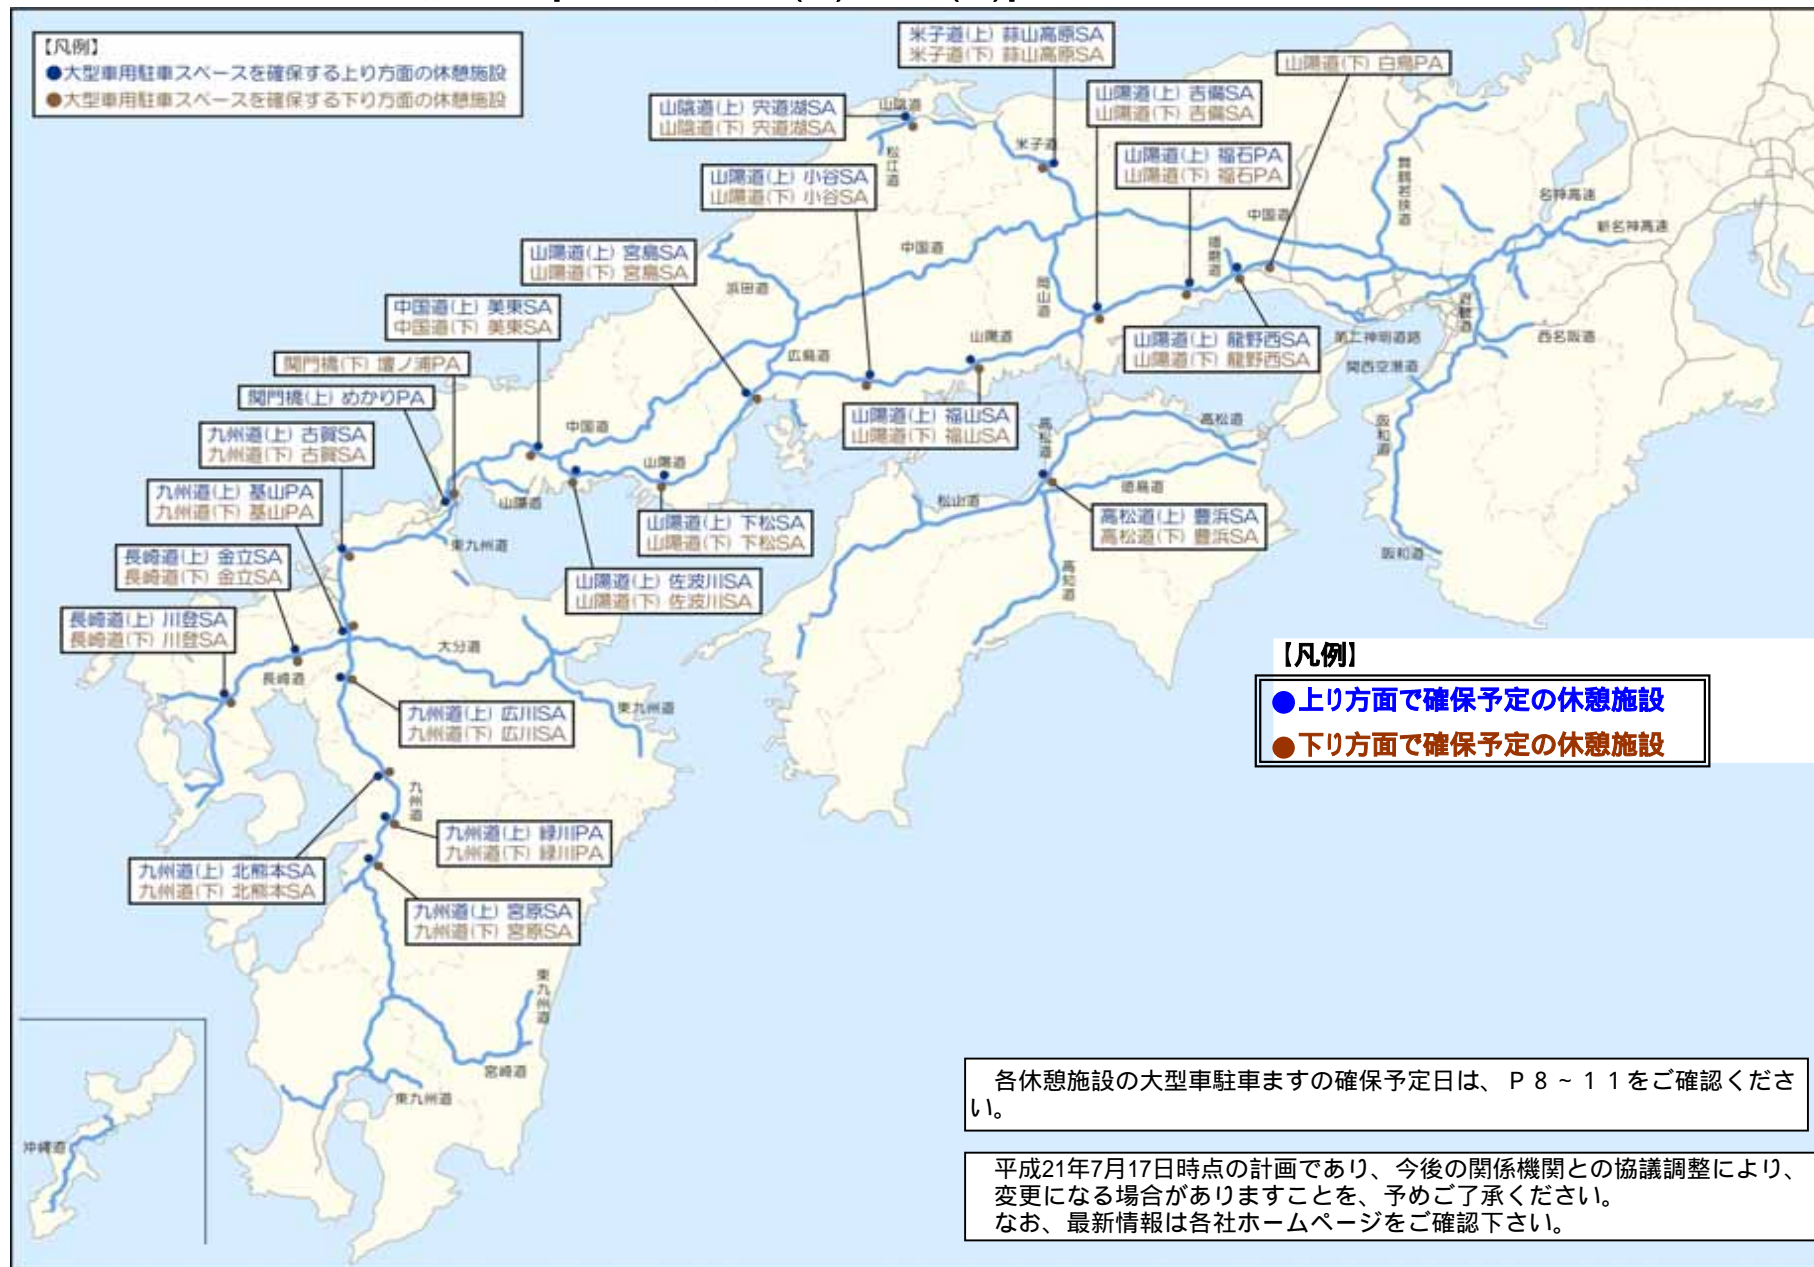 【凡例】
●大型車用駐車スペースを確保する上り方面の休憩施設
●大型車用駐車スペースを確保する下り方面の休憩施設
米子道(上) 蒜山高原SA
米子道(下) 蒜山高原SA
山陽道(下) 白鳥PA
山陰道(上) 宍道湖SA
山陰道(下) 宍道湖SA
山陰道
松江道
米子道
山陽道(上) 吉備SA
山陽道(下) 吉備SA
山陽道(上) 福石PA
山陽道(下) 福石PA
山陽道(上) 小谷SA
山陽道(下) 小谷SA
舞鶴若狭道
名神高速
新名神高速
中国道
中国道
播磨道
山陽道(上) 宮島SA
山陽道(下) 宮島SA
浜田道
岡山道
中国道(上) 美東SA
中国道(下) 美東SA
広島道
山陽道
山陽道(上) 龍野西SA
山陽道(下) 龍野西SA
第二神明道路
近畿道
西名阪道
関西空港道
関門橋(下) 壇ノ浦PA
関門橋(上) めかりPA
山陽道(上) 福山SA
山陽道(下) 福山SA
高松道
高松道
阪和道
九州道(上) 古賀SA
九州道(下) 古賀SA
中国道
山陽道
山陽道
九州道(上) 基山PA
九州道(下) 基山PA
松山道
徳島道
高松道(上) 豊浜SA
高松道(下) 豊浜SA
山陽道(上) 下松SA
山陽道(下) 下松SA
東九州道
阪和道
長崎道(上) 金立SA
長崎道(下) 金立SA
山陽道(上) 佐波川SA
山陽道(下) 佐波川SA
高知道
長崎道(上) 川登SA
長崎道(下) 川登SA
大分道
長崎道
九州道(上) 広川SA
九州道(下) 広川SA
東九州道
【凡例】
●上り方面で確保予定の休憩施設
●下り方面で確保予定の休憩施設
九州道
九州道(上) 緑川PA
九州道(下) 緑川PA
九州道(上) 北熊本SA
九州道(下) 北熊本SA
九州道(上) 宮原SA
九州道(下) 宮原SA
東九州道
宮崎道
東九州道
沖縄道
各休憩施設の大型車駐車ますの確保予定日は、P8~11をご確認くださ
い。
平成21年7月17日時点の計画であり、今後の関係機関との協議調整により、
変更になる場合がありますことを、予めご了承ください。
なお、最新情報は各社ホームページをご確認下さい。